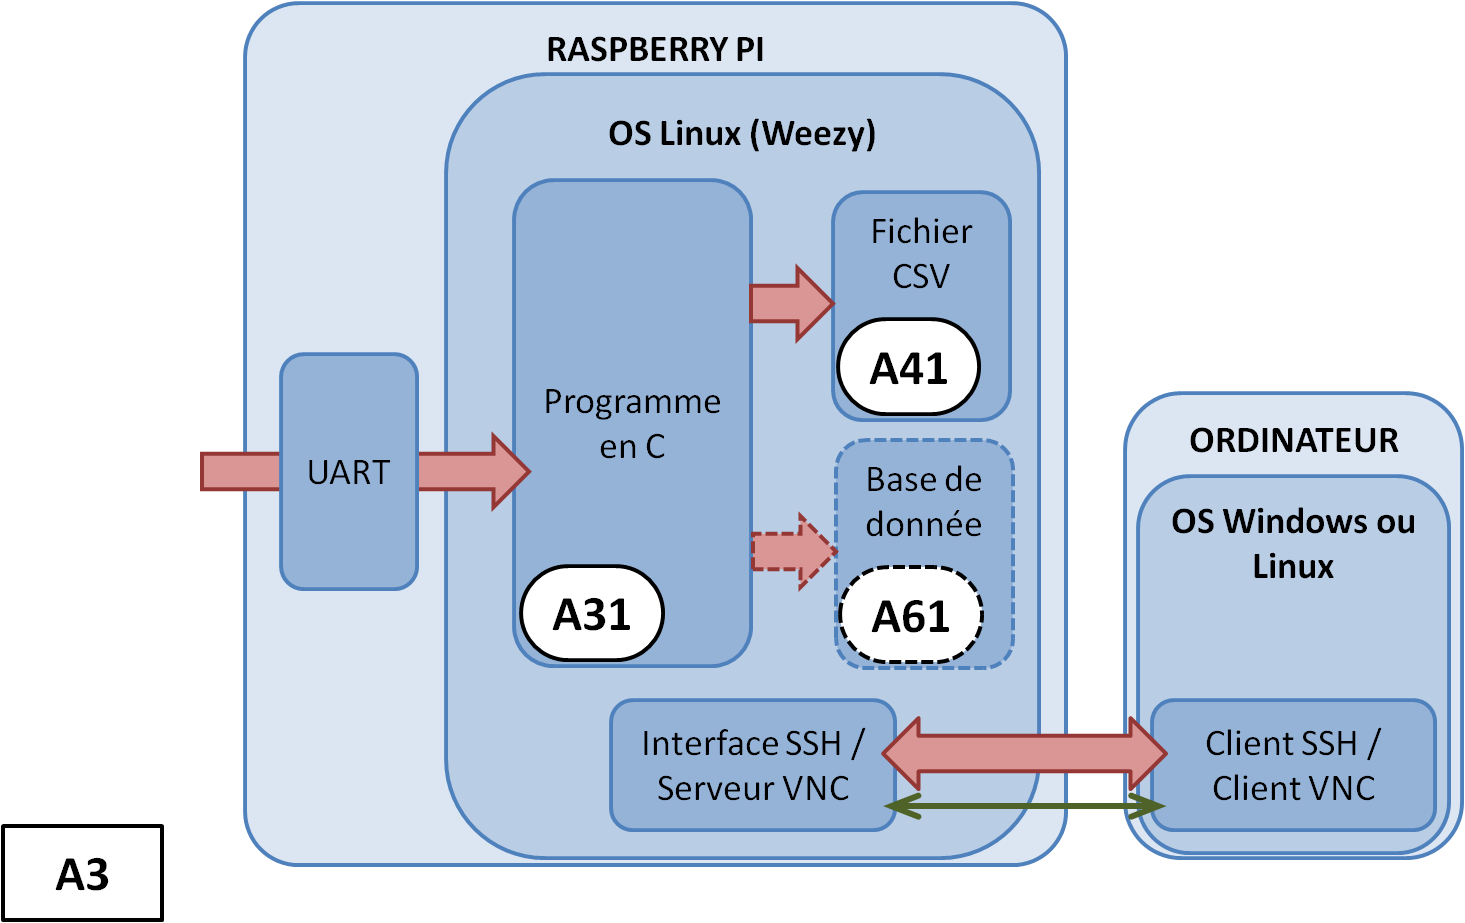 RASPBERRY PI
OS Linux (Weezy)
Fichier
CSV
A41
Programme
en C
UART
A31
Base de
donnée
A61
ORDINATEUR
OS Windows ou
Linux
Interface SSH /
Serveur VNC
Client SSH /
Client VNC
A3